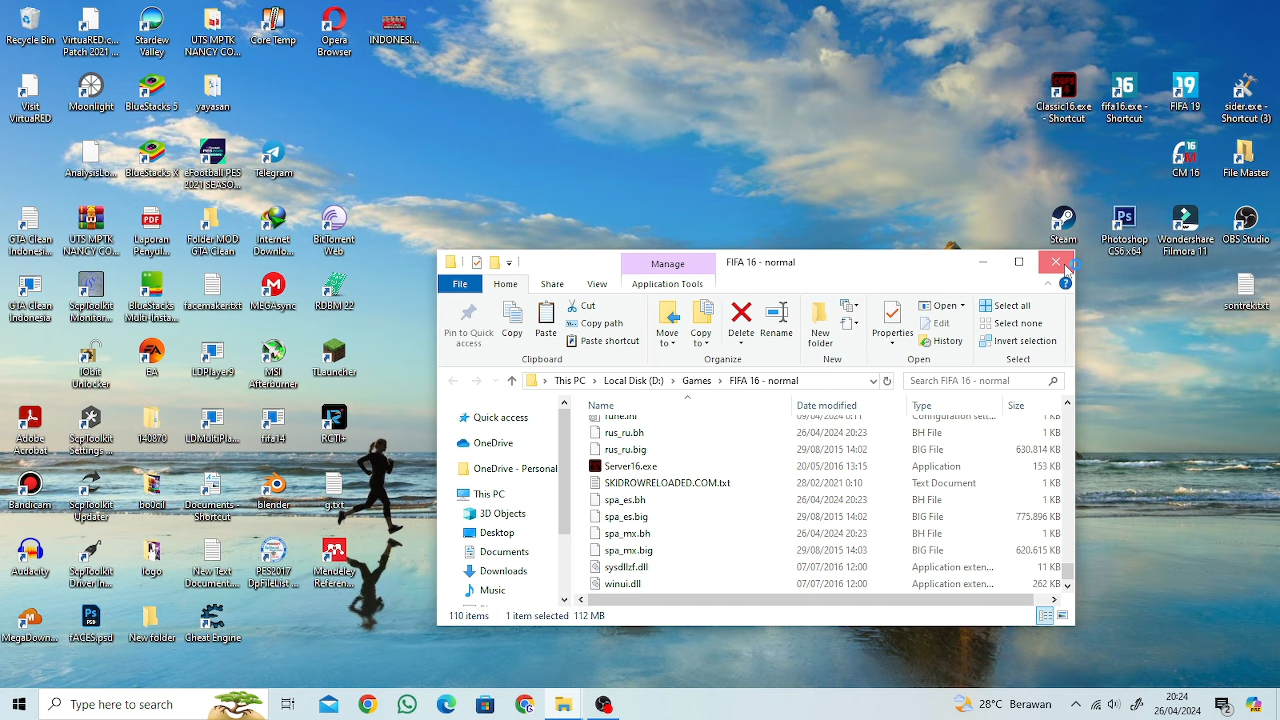 Recycle Bin
VirtuaRED.c...
Patch 2021 ...
Stardew
Valley
UTS MPTK
NANCY CO...
Core Temp
Opera
Browser
INDONESI...
Visit
VirtuaRED
Moonlight
BlueStacks 5
yayasan
Classic16.exe
- Shortcut
fifa16.exe -
Shortcut
FIFA 19
sider.exe -
Shortcut (3)
AnalysisLo...
BlueStacks X
eFootball PES
2021 SEASO...
Telegram
CM 16
File Master
GTA Clean
Indonesi...
UTS MPTK
NANCY CO...
Laporan
Penyul...
Folder MOD
GTA Clean
Internet
Downlo...
BitTorrent
Web
Steam
Photoshop
CS6 x64
Wondershare
Filmora 11
OBS Studio
GTA Clean
Indonesia
ScpToolkit
Monitor...
BlueStacks
Multi-Insta...
facemakertxt
MEGAsync
RDBM 22
sontrek.txt
IObit
Unlocker
EA
LDPlayer9
MSI
Afterburner
TLauncher
Adobe
Acrobat
ScpToolkit
Settings ...
140870
LDMultiPla...
fifa14
Bandicam
ScpToolkit
Updater
Documents -
Shortcut
blender
g.txt
Audacity
ScpToolkit
Driver In...
logo
New Text
Document...
PES2017
DpFileList ...
Mendeley
Referenc...
MegaDown...
fACES.psd
New folder
Cheat Engine
Manage
FIFA 16 - normal
File
Home
Share
View
Application Tools
Pin to Quick
access
Copy
Paste
Cut
Copy path
Paste shortcut
Clipboard
Move
to
Copy
to
Delete
Rename
Organize
New
folder
New
Properties
Open
Edit
History
Open
Select all
Select none
Invert selection
Select
This PC > Local Disk (D:) > Games > FIFA 16 - normal
Search FIFA 16 - normal
Quick access
OneDrive
OneDrive - Personal
This PC
3D Objects
Desktop
Documents
Downloads
Music
Name Date modified Type Size
rune.ini 09/04/2024 0:11 Configuration sett... 1 KB
rus_ru.bh 26/04/2024 20:23 BH File 1 KB
rus_ru.big 29/08/2015 14:02 BIG File 630.814 KB
Server16.exe 20/05/2016 13:15 Application 153 KB
SKIDROWRELOADED.COM.txt 28/02/2021 0:10 Text Document 1 KB
spa_es.bh 26/04/2024 20:23 BH File 1 KB
spa_es.big 29/08/2015 14:02 BIG File 775.896 KB
spa_mx.bh 26/04/2024 20:23 BH File 1 KB
spa_mx.big 29/08/2015 14:03 BIG File 620.615 KB
sysdllzf.dll 07/07/2016 12:00 Application exten... 11 KB
winui.dll 07/07/2016 12:00 Application exten... 262 KB
110 items 1 item selected 112 MB
Type here to search
28°C Berawan
20:24
26/04/2024
2